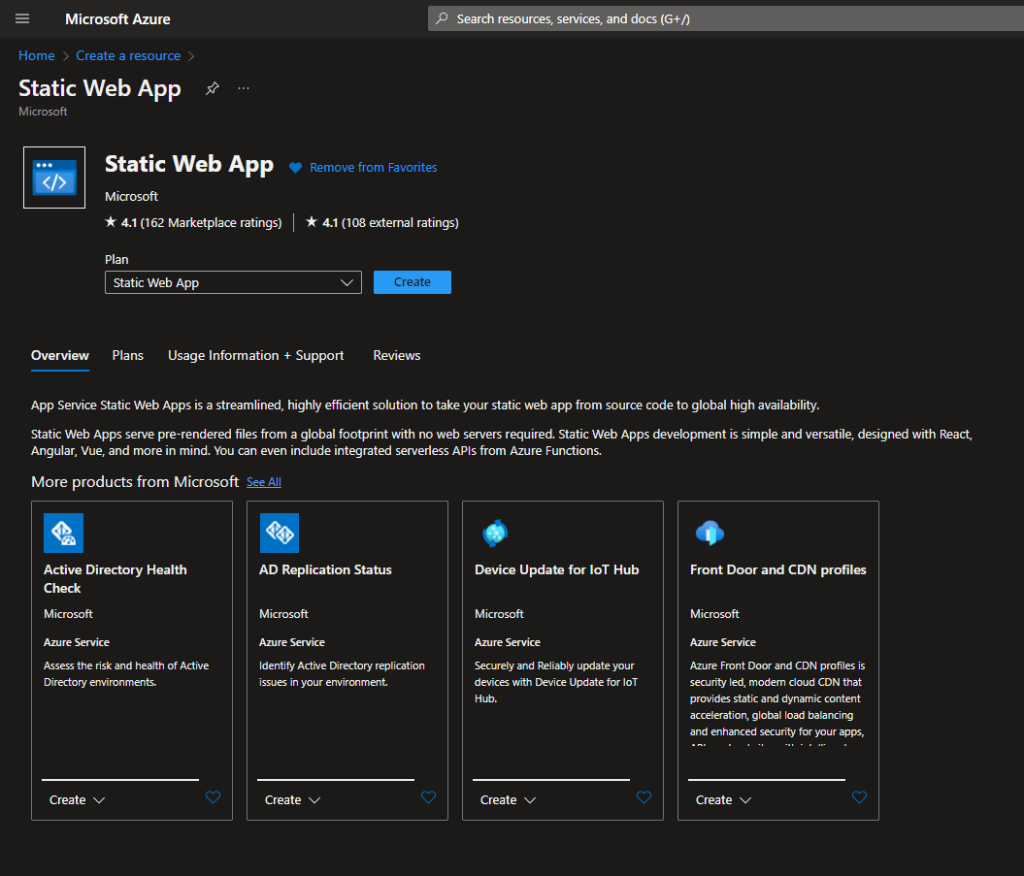 Microsoft Azure
Search resources, services, and docs (G+/)
Home > Create a resource >
Static Web App
Microsoft
Static Web App
Remove from Favorites
Microsoft
★ 4.1 (162 Marketplace ratings) | ★ 4.1 (108 external ratings)
Plan
Static Web App
Create
Overview Plans Usage Information + Support Reviews
App Service Static Web Apps is a streamlined, highly efficient solution to take your static web app from source code to global high availability.
Static Web Apps serve pre-rendered files from a global footprint with no web servers required. Static Web Apps development is simple and versatile, designed with React,
Angular, Vue, and more in mind. You can even include integrated serverless APIs from Azure Functions.
More products from Microsoft See All
Active Directory Health
Check
Microsoft
Azure Service
Assess the risk and health of Active
Directory environments.
Create
AD Replication Status
Microsoft
Azure Service
Identify Active Directory replication
issues in your environment.
Create
Device Update for IoT Hub
Microsoft
Azure Service
Securely and Reliably update your
devices with Device Update for IoT
Hub.
Create
Front Door and CDN profiles
Microsoft
Azure Service
Azure Front Door and CDN profiles is
security led, modern cloud CDN that
provides static and dynamic content
acceleration, global load balancing
and enhanced security for your apps,
Create